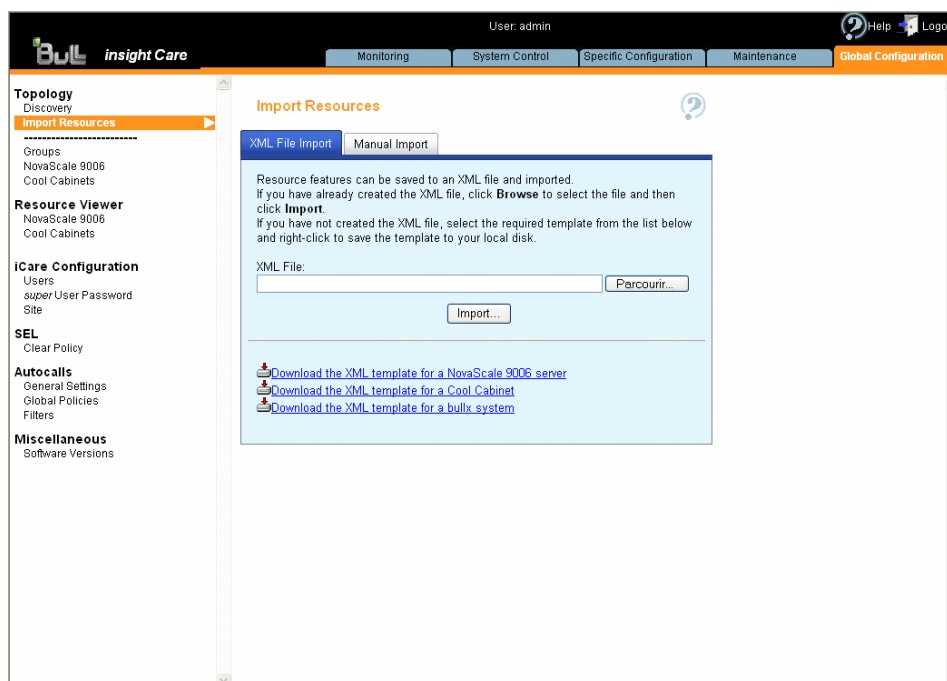 User: admin
Help Logo
Bull insight Care
Monitoring System Control Specific Configuration Maintenance Global Configuration
Topology
Discovery
Import Resources
-------------------------
Groups
NovaScale 9006
Cool Cabinets
Resource Viewer
NovaScale 9006
Cool Cabinets
iCare Configuration
Users
super User Password
Site
SEL
Clear Policy
Autocalls
General Settings
Global Policies
Filters
Miscellaneous
Software Versions
Import Resources
XML File Import Manual Import
Resource features can be saved to an XML file and imported.
If you have already created the XML file, click Browse to select the file and then
click Import.
If you have not created the XML file, select the required template from the list below
and right-click to save the template to your local disk.
XML File:
Parcourir...
Import...
Download the XML template for a NovaScale 9006 server
Download the XML template for a Cool Cabinet
Download the XML template for a bullx system